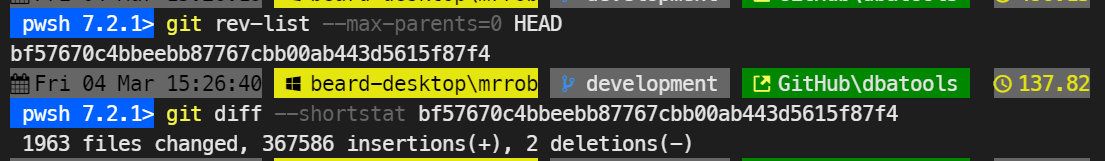 pwsh 7.2.1> git rev-list --max-parents=0 HEAD
bf57670c4bbeebb87767cbb00ab443d5615f87f4
Fri 04 Mar 15:26:40 beard-desktop\mrrob development GitHub\dbatools 137.82
pwsh 7.2.1> git diff --shortstat bf57670c4bbeebb87767cbb00ab443d5615f87f4
1963 files changed, 367586 insertions(+), 2 deletions(-)